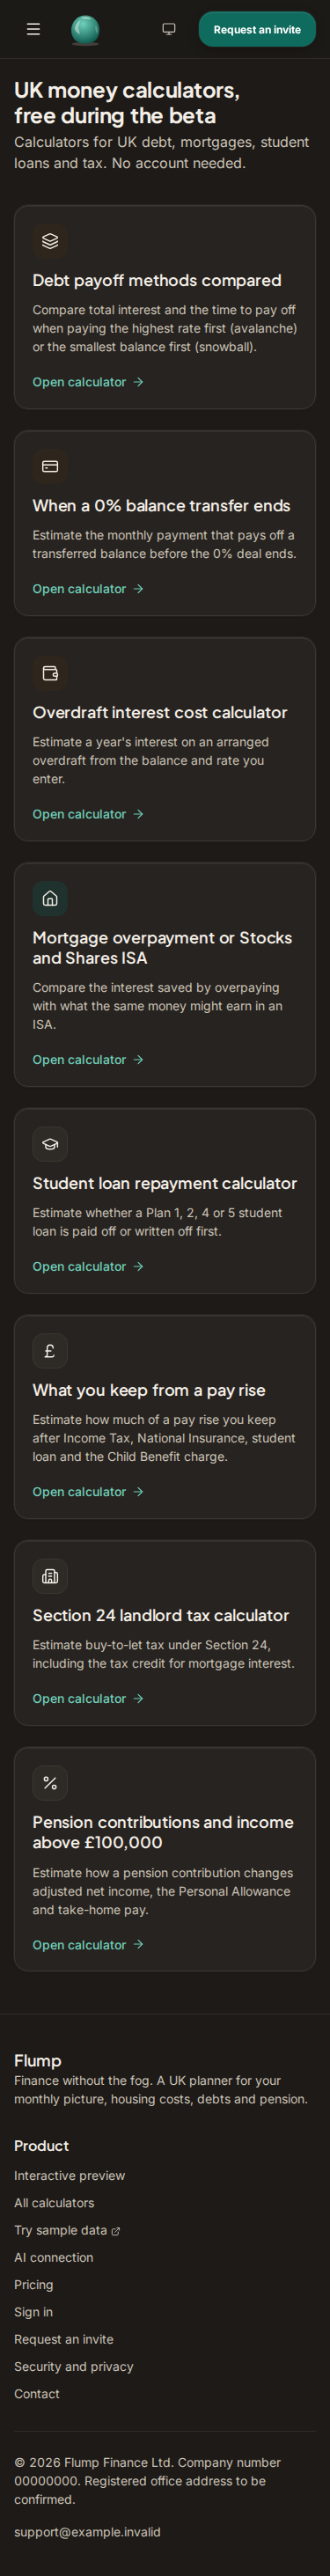 Request an invite
UK money calculators,
free during the beta
Calculators for UK debt, mortgages, student
loans and tax. No account needed.
Debt payoff methods compared
Compare total interest and the time to pay off
when paying the highest rate first (avalanche)
or the smallest balance first (snowball).
Open calculator
When a 0% balance transfer ends
Estimate the monthly payment that pays off a
transferred balance before the 0% deal ends.
Open calculator
Overdraft interest cost calculator
Estimate a year's interest on an arranged
overdraft from the balance and rate you
enter.
Open calculator
Mortgage overpayment or Stocks
and Shares ISA
Compare the interest saved by overpaying
with what the same money might earn in an
ISA.
Open calculator
Student loan repayment calculator
Estimate whether a Plan 1, 2, 4 or 5 student
loan is paid off or written off first.
Open calculator
£
What you keep from a pay rise
Estimate how much of a pay rise you keep
after Income Tax, National Insurance, student
loan and the Child Benefit charge.
Open calculator
Section 24 landlord tax calculator
Estimate buy-to-let tax under Section 24,
including the tax credit for mortgage interest.
Open calculator
%
Pension contributions and income
above £100,000
Estimate how a pension contribution changes
adjusted net income, the Personal Allowance
and take-home pay.
Open calculator
Flump
Finance without the fog. A UK planner for your
monthly picture, housing costs, debts and pension.
Product
Interactive preview
All calculators
Try sample data
AI connection
Pricing
Sign in
Request an invite
Security and privacy
Contact
© 2026 Flump Finance Ltd. Company number
00000000. Registered office address to be
confirmed.
support@example.invalid